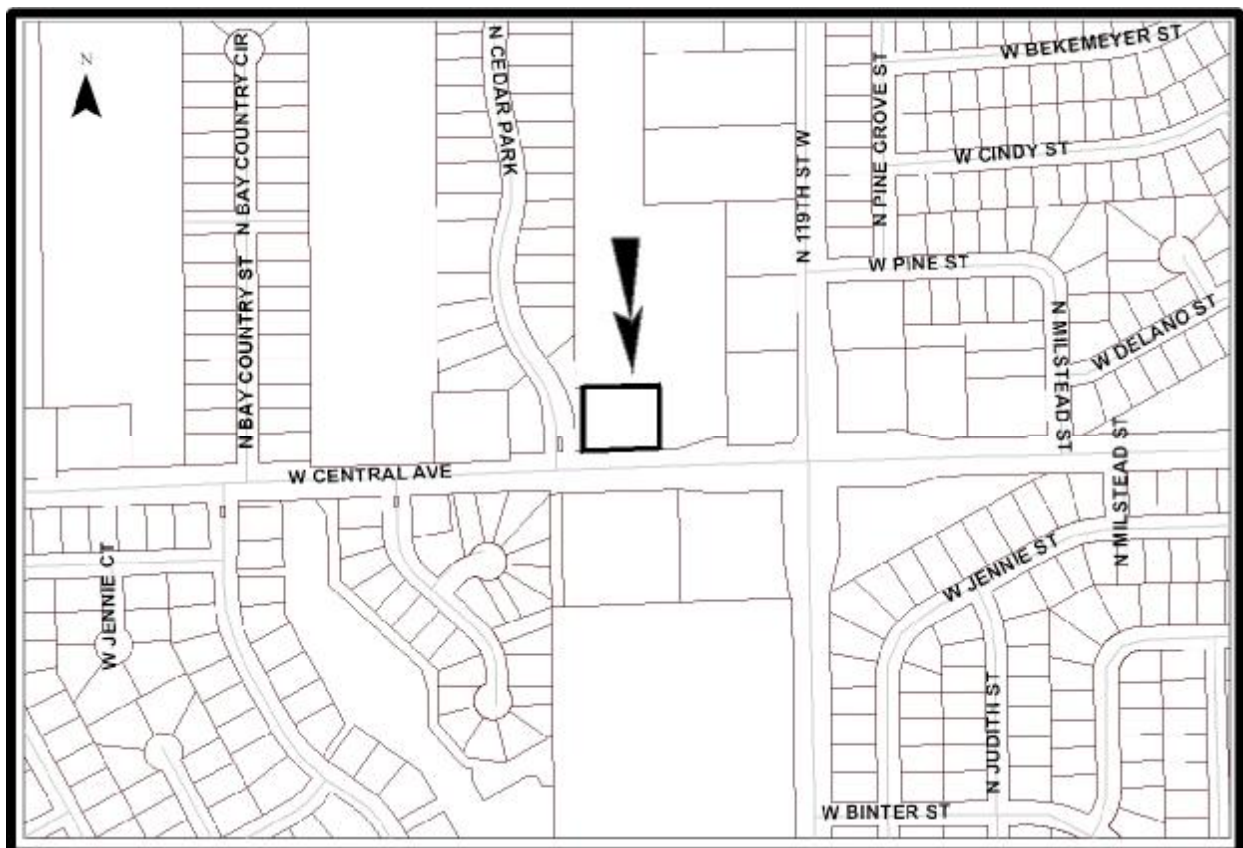 N
N BAY COUNTRY CIR
N CEDAR PARK
W BEKEMEYER ST
N PINE GROVE ST
W CINDY ST
N 119TH ST W
N BAY COUNTRY ST
W PINE ST
N MILSTEAD ST
W DELANO ST
W CENTRAL AVE
N MILSTEAD ST
W JENNIE CT
W JENNIE ST
N JUDITH ST
W BINTER ST